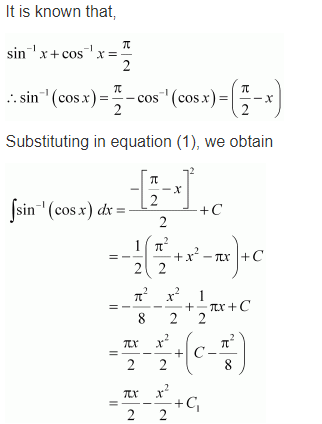 It is known that,
sin⁻¹ x + cos⁻¹ x = π/2
∴ sin⁻¹ (cos x) = π/2 − cos⁻¹ (cos x) = (π/2 − x)
Substituting in equation (1), we obtain
∫sin⁻¹ (cos x) dx = −[π/2 − x]²/2 + C
= −1/2 (π²/2 + x² − πx) + C
= −π²/8 − x²/2 + 1/2 πx + C
= πx/2 − x²/2 + (C − π²/8)
= πx/2 − x²/2 + C₁